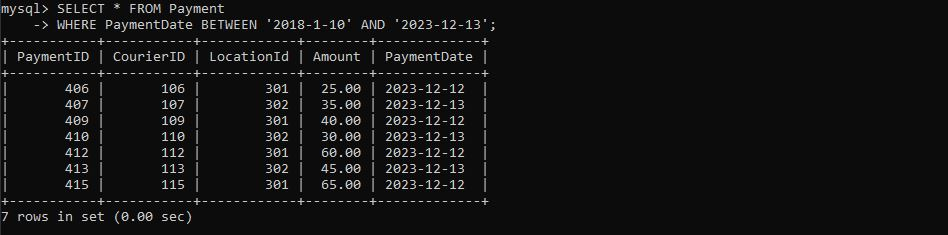 mysql> SELECT * FROM Payment
    -> WHERE PaymentDate BETWEEN '2018-1-10' AND '2023-12-13';
+-----------+-----------+------------+--------+-------------+
| PaymentID | CourierID | LocationId | Amount | PaymentDate |
+-----------+-----------+------------+--------+-------------+
|       406 |       106 |        301 |  25.00 | 2023-12-12  |
|       407 |       107 |        302 |  35.00 | 2023-12-13  |
|       409 |       109 |        301 |  40.00 | 2023-12-12  |
|       410 |       110 |        302 |  30.00 | 2023-12-13  |
|       412 |       112 |        301 |  60.00 | 2023-12-12  |
|       413 |       113 |        302 |  45.00 | 2023-12-13  |
|       415 |       115 |        301 |  65.00 | 2023-12-12  |
+-----------+-----------+------------+--------+-------------+
7 rows in set (0.00 sec)